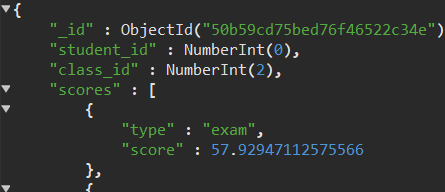 {
"_id" : ObjectId("50b59cd75bed76f46522c34e")
"student_id" : NumberInt(0),
"class_id" : NumberInt(2),
"scores" : [
{
"type" : "exam",
"score" : 57.92947112575566
},
{